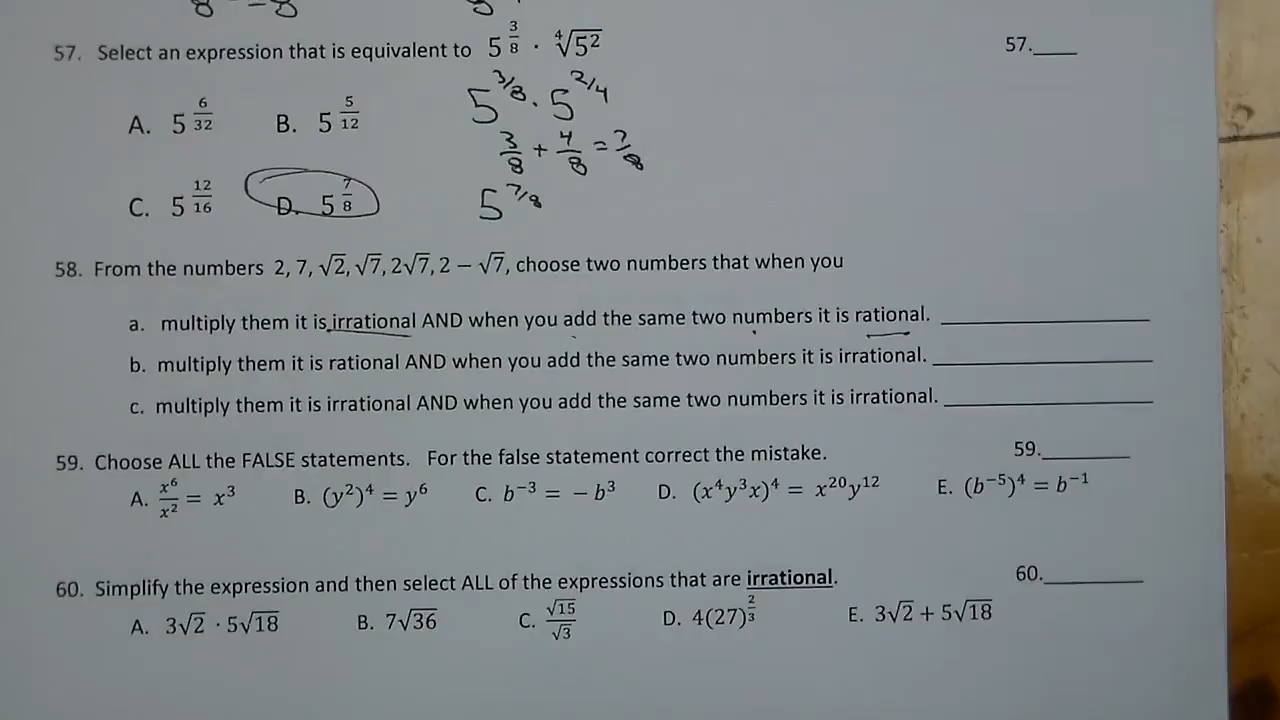 8 = 8
57. Select an expression that is equivalent to 5^(3/8) · ∜(5²) 57.____
5^(3/8) · 5^(2/4)
A. 5^(6/32) B. 5^(5/12)
3/8 + 4/8 = 7/8
C. 5^(12/16) D. 5^(7/8)
5^(7/8)
58. From the numbers 2, 7, √2, √7, 2√7, 2 − √7, choose two numbers that when you
a. multiply them it is irrational AND when you add the same two numbers it is rational. ____
b. multiply them it is rational AND when you add the same two numbers it is irrational. ____
c. multiply them it is irrational AND when you add the same two numbers it is irrational. ____
59. Choose ALL the FALSE statements. For the false statement correct the mistake. 59.____
A. x⁶/x² = x³ B. (y²)⁴ = y⁶ C. b⁻³ = − b³ D. (x⁴y³x)⁴ = x²⁰y¹² E. (b⁻⁵)⁴ = b⁻¹
60. Simplify the expression and then select ALL of the expressions that are irrational. 60.____
A. 3√2 · 5√18 B. 7√36 C. √15/√3 D. 4(27)^(2/3) E. 3√2 + 5√18